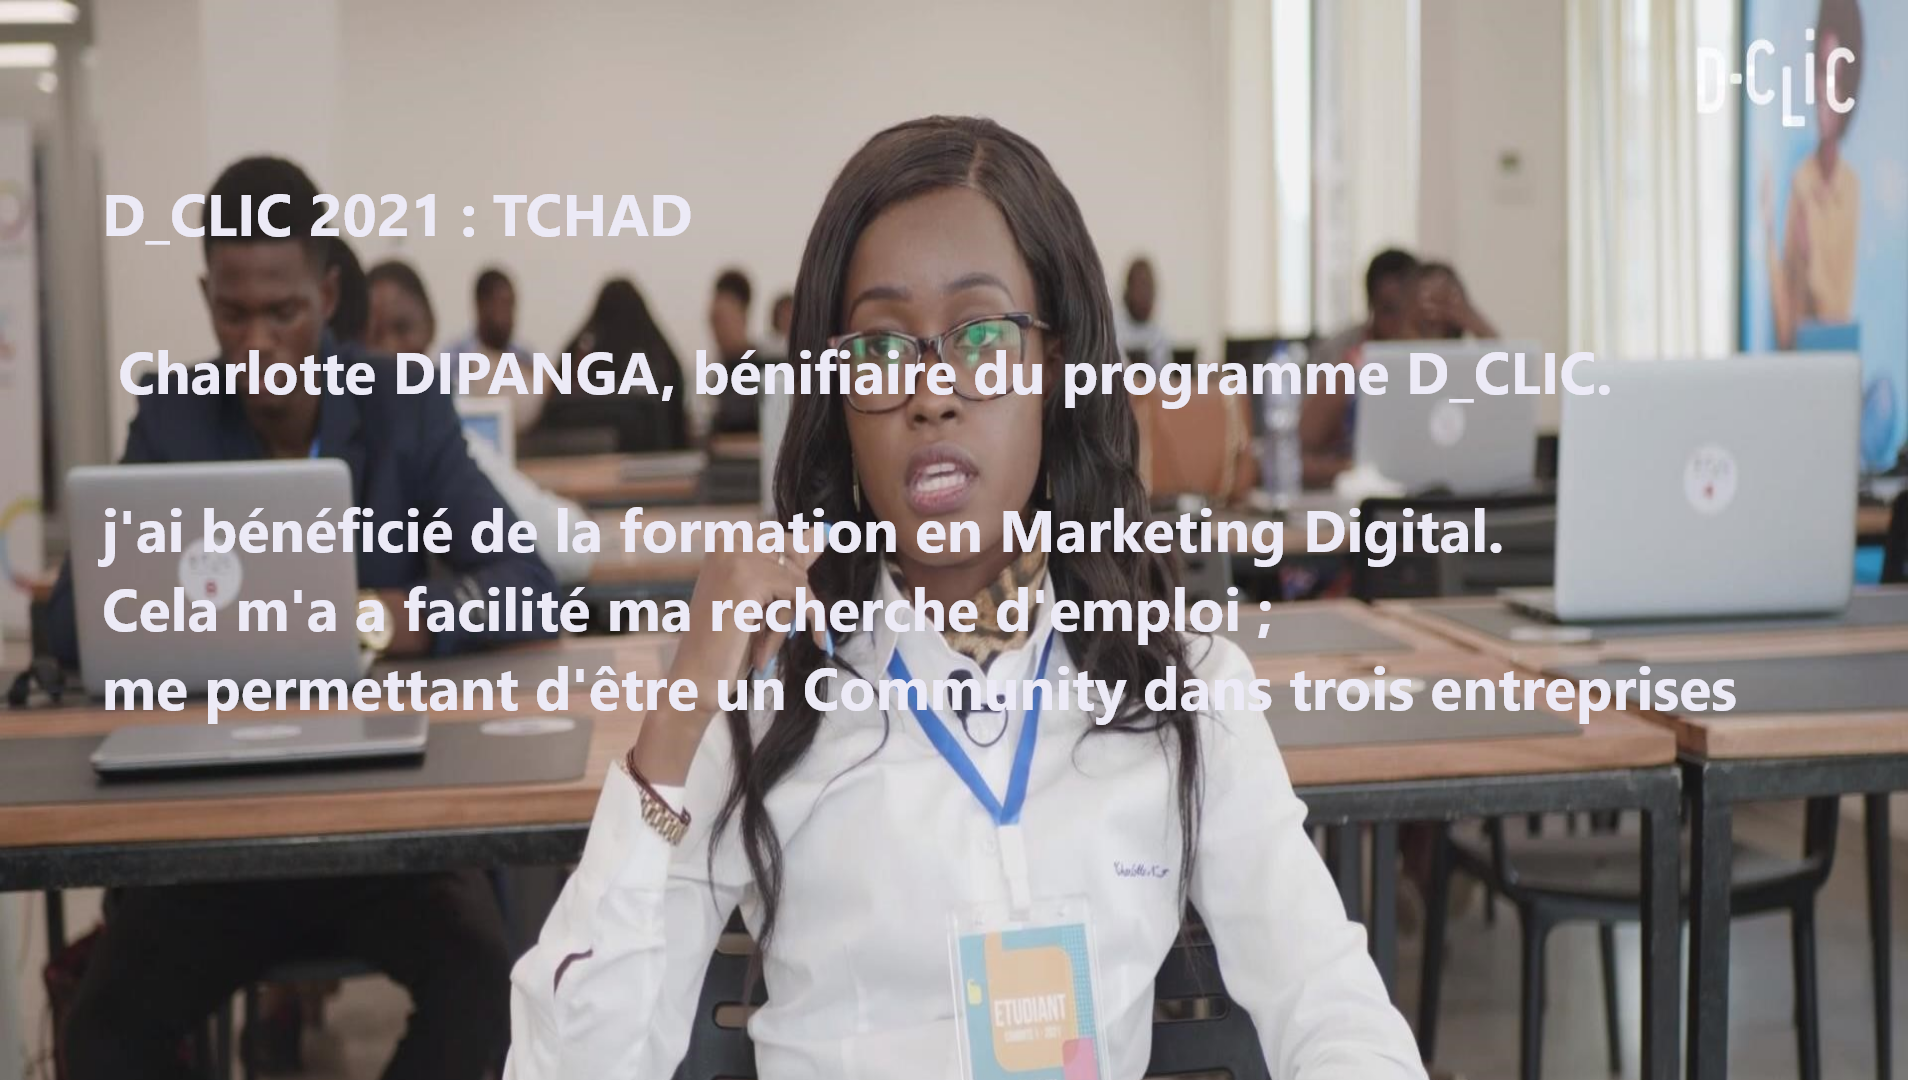 D-CLiC
D_CLIC 2021 : TCHAD
Charlotte DIPANGA, bénifiaire du programme D_CLIC.
j'ai bénéficié de la formation en Marketing Digital.
Cela m'a a facilité ma recherche d'emploi ;
me permettant d'être un Community dans trois entreprises
ETUDIANT